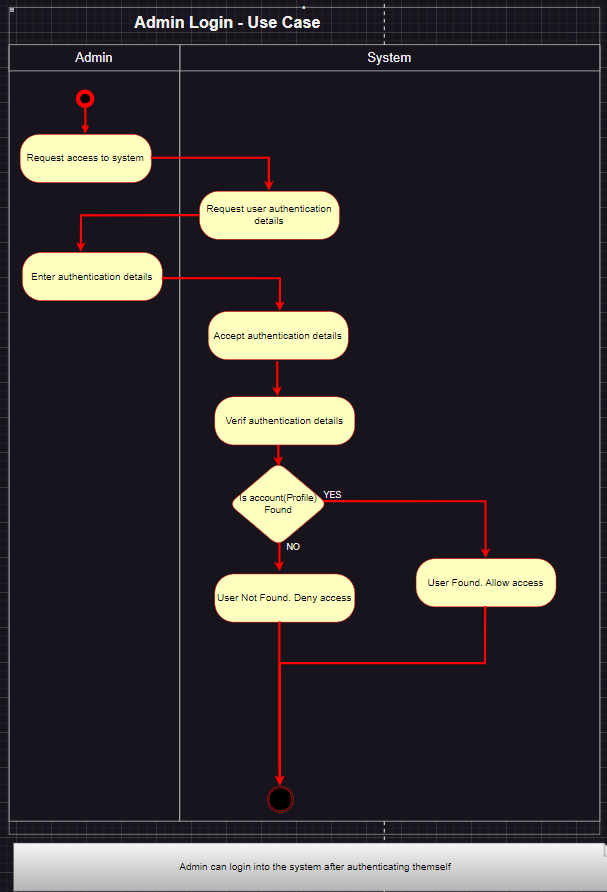 Admin Login - Use Case
Admin
System
Request access to system
Request user authentication
details
Enter authentication details
Accept authentication details
Verif authentication details
Is account(Profile)
Found
YES
NO
User Not Found. Deny access
User Found. Allow access
Admin can login into the system after authenticating themself